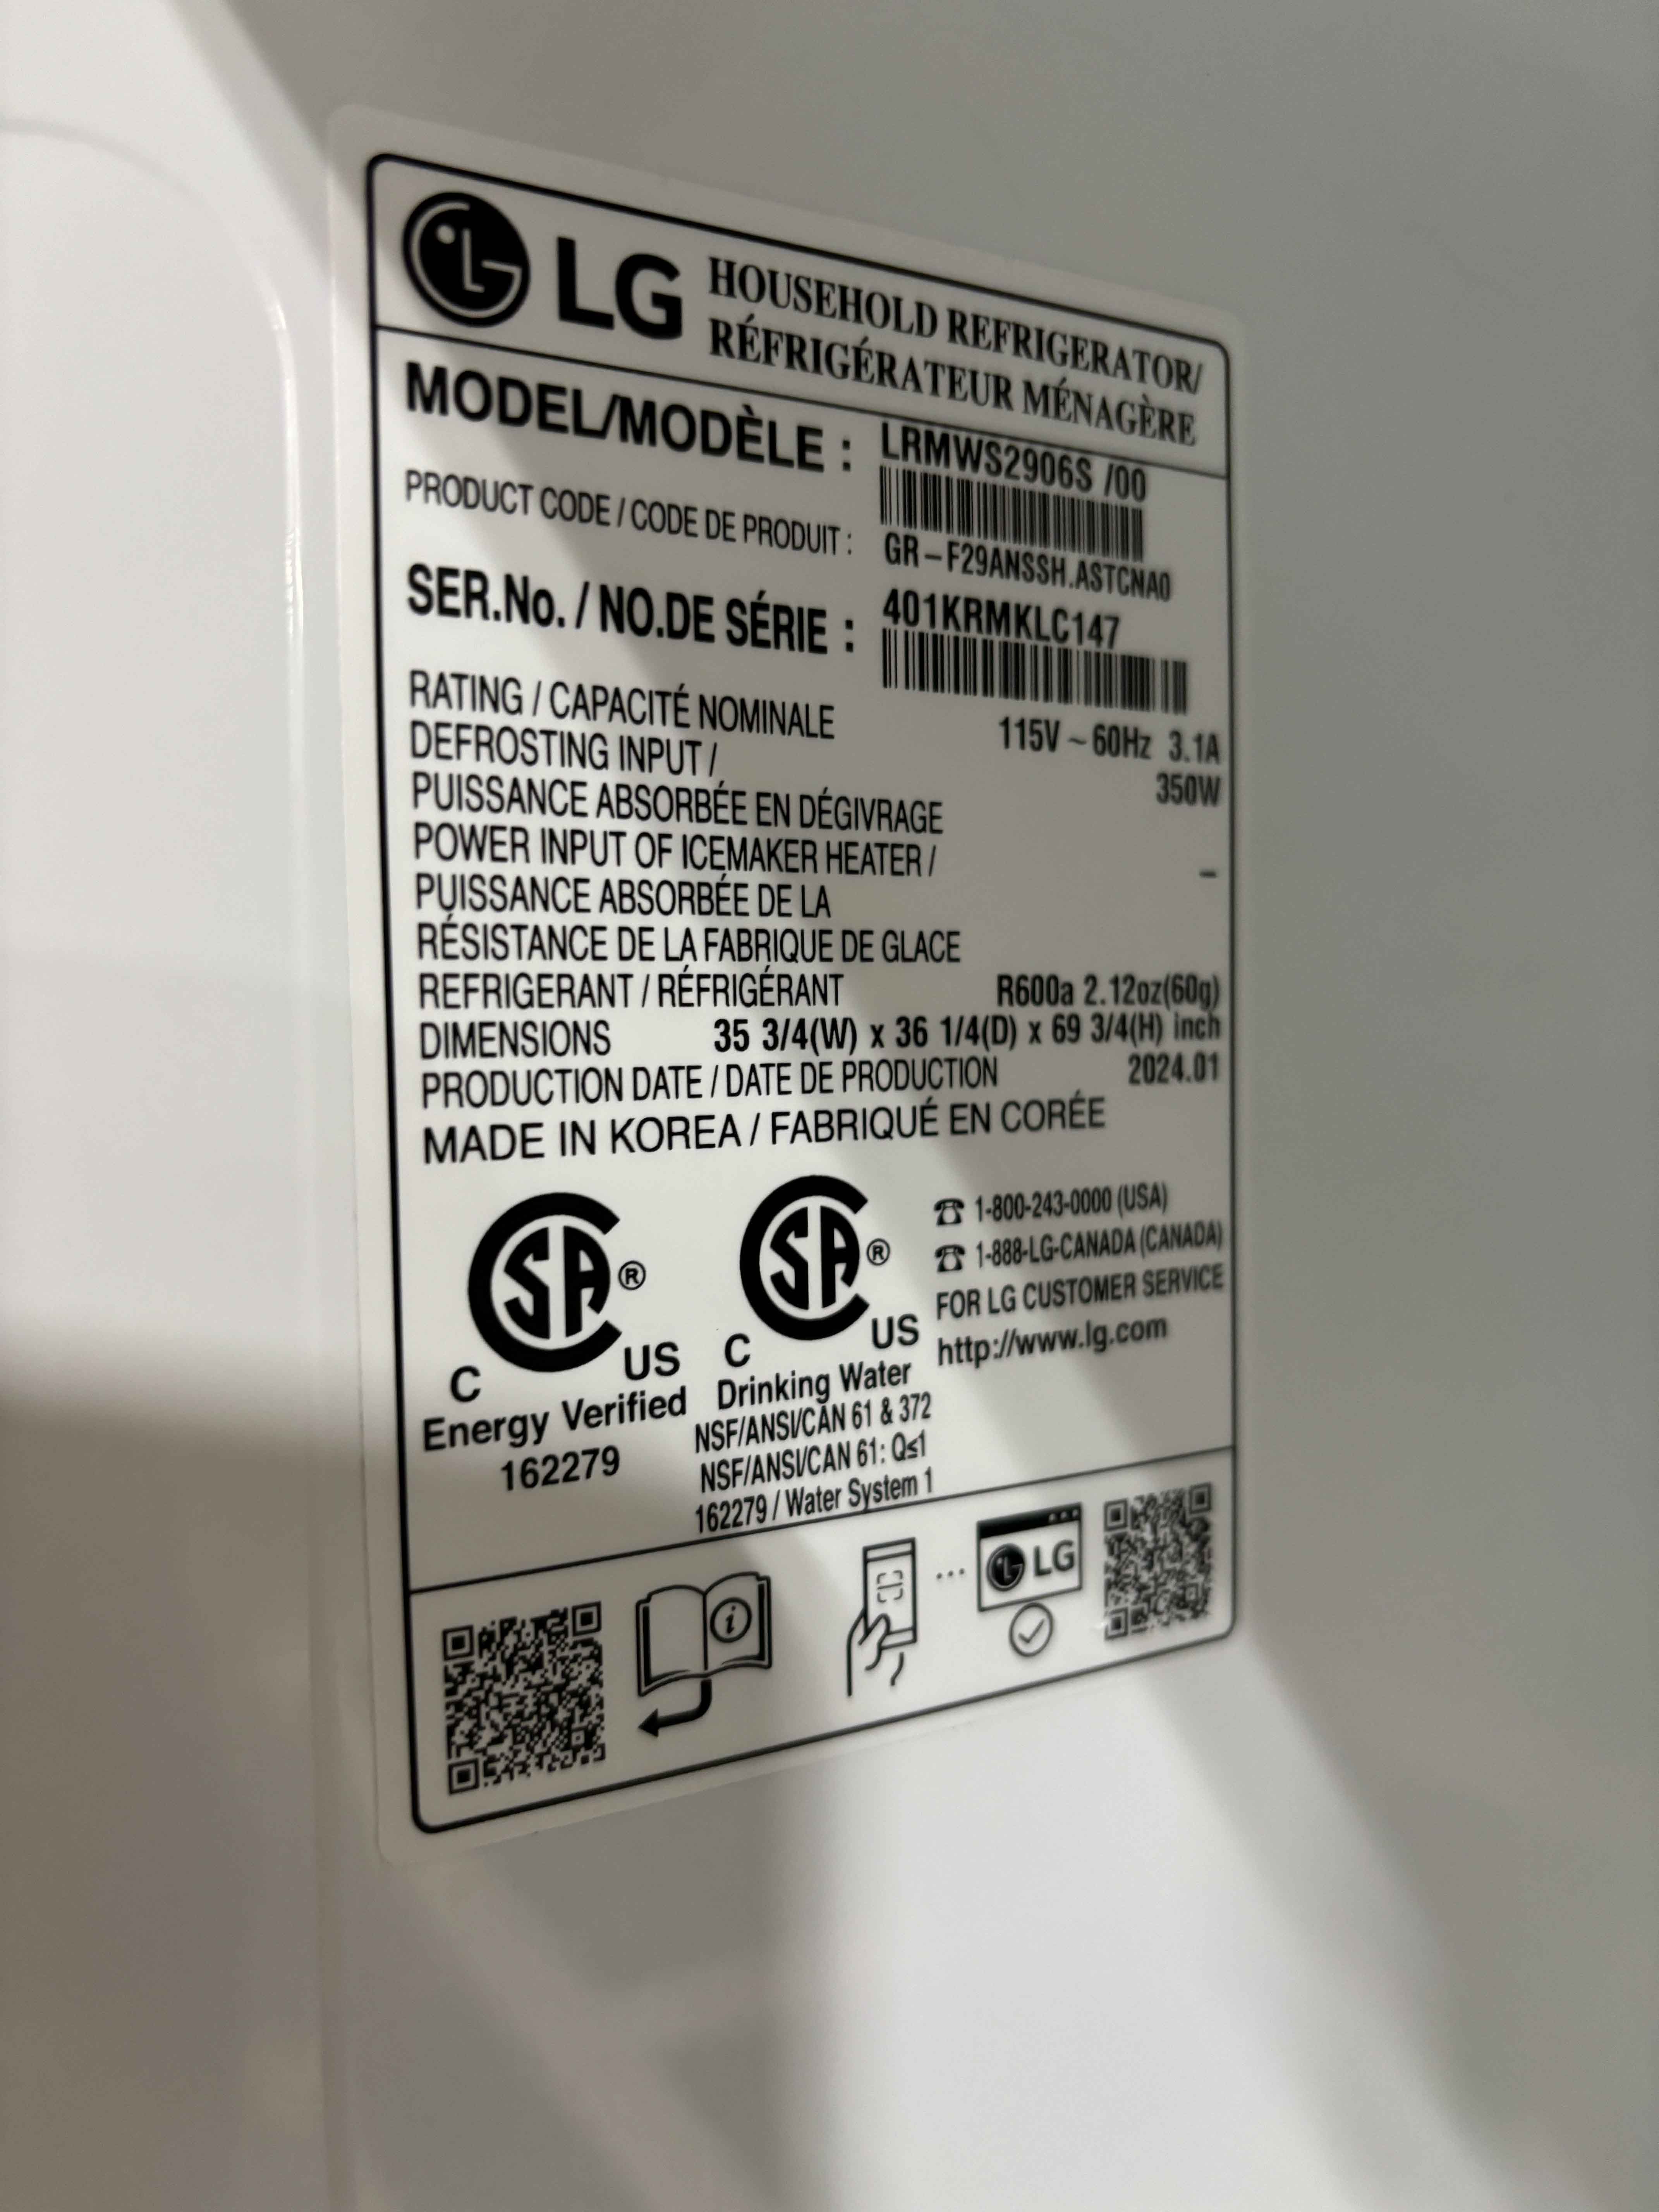 LG HOUSEHOLD REFRIGERATOR/
RÉFRIGÉRATEUR MÉNAGÈRE
MODEL/MODÈLE : LRMWS2906S /00
PRODUCT CODE / CODE DE PRODUIT : GR-F29ANSSH.ASTCNA0
SER.No. / NO.DE SÉRIE : 401KRMKLC147
RATING / CAPACITÉ NOMINALE 115V ~ 60Hz 3.1A
DEFROSTING INPUT / 350W
PUISSANCE ABSORBÉE EN DÉGIVRAGE
POWER INPUT OF ICEMAKER HEATER / –
PUISSANCE ABSORBÉE DE LA
RÉSISTANCE DE LA FABRIQUE DE GLACE
REFRIGERANT / RÉFRIGÉRANT R600a 2.12oz(60g)
DIMENSIONS 35 3/4(W) x 36 1/4(D) x 69 3/4(H) inch
PRODUCTION DATE / DATE DE PRODUCTION 2024.01
MADE IN KOREA / FABRIQUÉ EN CORÉE
SA ®
C US
Energy Verified
162279
SA ®
C US
Drinking Water
NSF/ANSI/CAN 61 & 372
NSF/ANSI/CAN 61: Q≤1
162279 / Water System 1
1-800-243-0000 (USA)
1-888-LG-CANADA (CANADA)
FOR LG CUSTOMER SERVICE
http://www.lg.com
i
LG